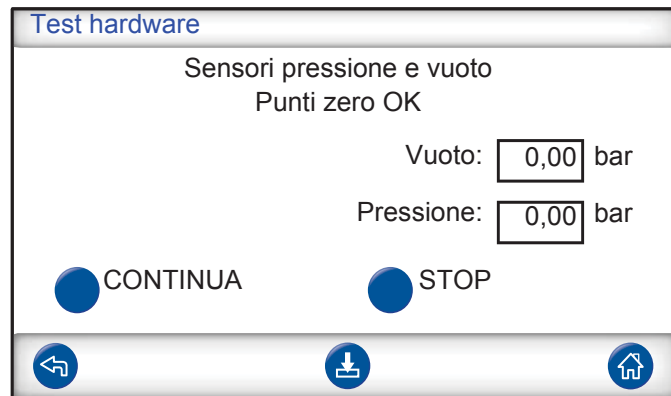 Test hardware
Sensori pressione e vuoto
Punti zero OK
Vuoto: 0,00 bar
Pressione: 0,00 bar
CONTINUA STOP